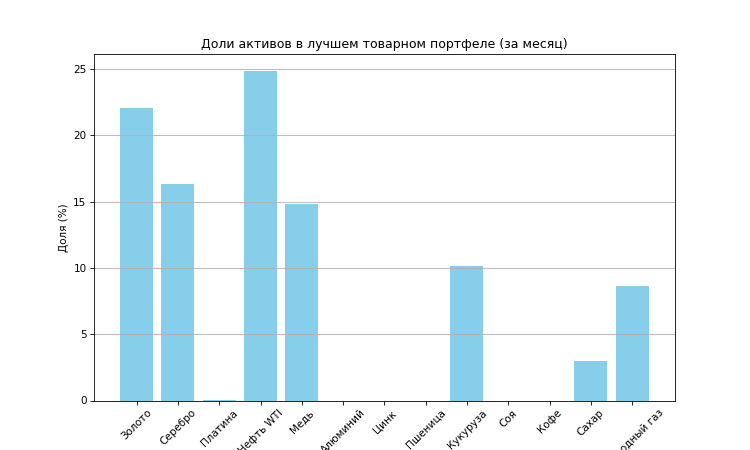 Доли активов в лучшем товарном портфеле (за месяц)
Доля (%)
25
20
15
10
5
0
Золото
Серебро
Платина
Нефть WTI
Медь
Алюминий
Цинк
Пшеница
Кукуруза
Соя
Кофе
Сахар
газ